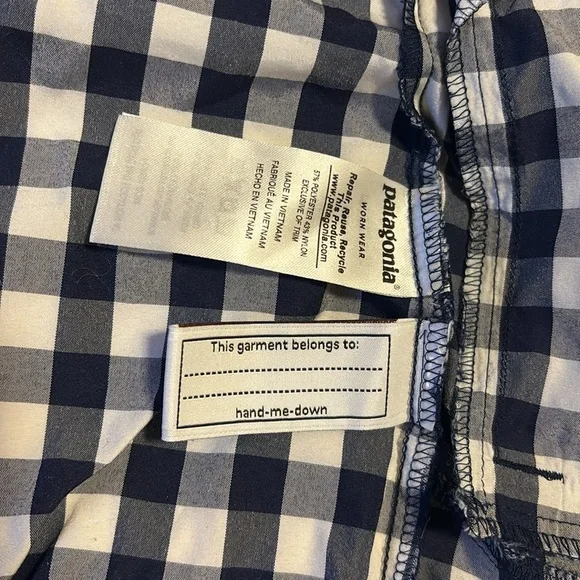 patagonia®
WORN WEAR
Repair, Reuse, Recycle
This Product
www.patagonia.com
57% POLYESTER 43% NYLON
EXCLUSIVE OF TRIM
MADE IN VIETNAM
FABRIQUÉ AU VIETNAM
HECHO EN VIETNAM
This garment belongs to:
hand-me-down